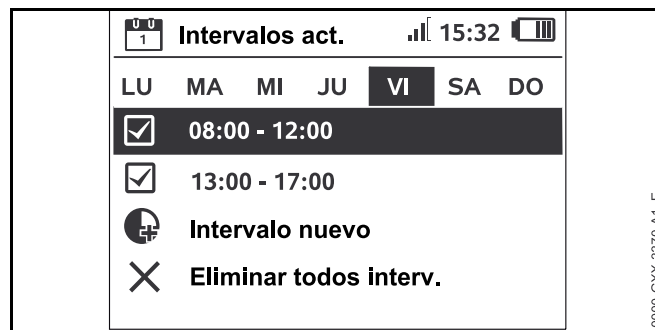 1 Intervalos act. 15:32
LU MA MI JU VI SA DO
08:00 - 12:00
13:00 - 17:00
Intervalo nuevo
Eliminar todos interv.